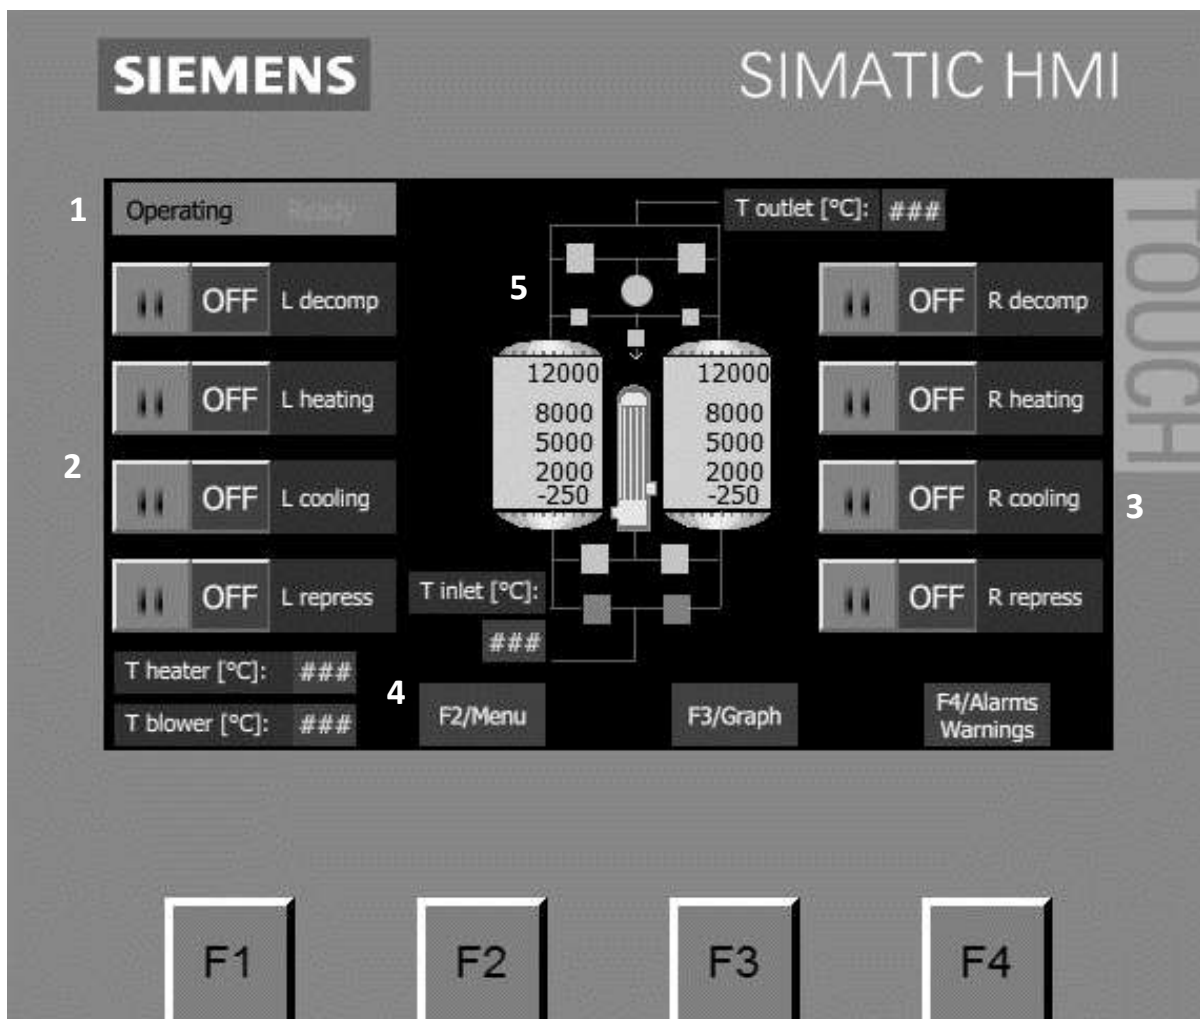 SIEMENS
SIMATIC HMI
TOUCH
1
Operating Ready
T outlet [°C]: ###
OFF L decomp
5
OFF R decomp
12000
12000
OFF L heating
8000
8000
OFF R heating
5000
5000
2
2000
2000
OFF L cooling
-250
-250
OFF R cooling
3
T inlet [°C]:
OFF L repress
OFF R repress
###
T heater [°C]: ###
4
F2/Menu
F3/Graph
F4/Alarms
Warnings
T blower [°C]: ###
F1
F2
F3
F4